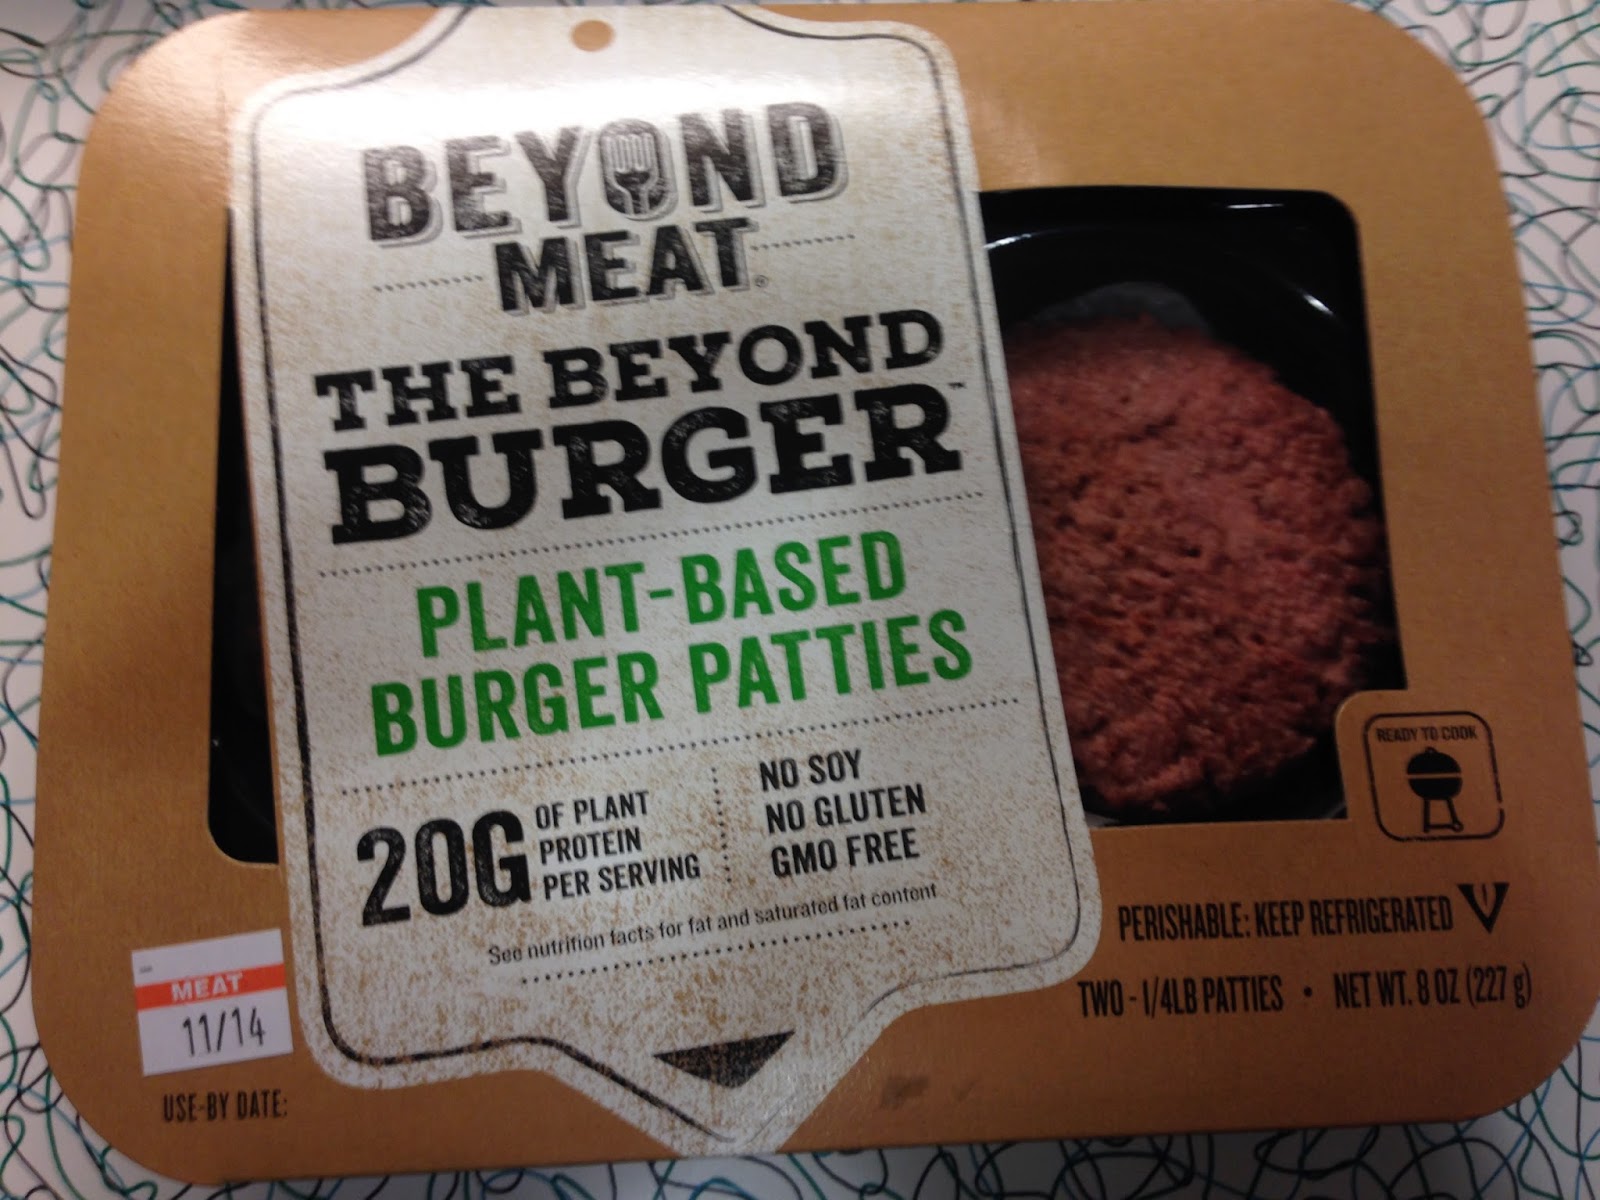 BEYOND
MEAT®
THE BEYOND
BURGER™
PLANT-BASED
BURGER PATTIES
20G OF PLANT
PROTEIN
PER SERVING
NO SOY
NO GLUTEN
GMO FREE
See nutrition facts for fat and saturated fat content
READY TO COOK
PERISHABLE: KEEP REFRIGERATED
TWO - 1/4LB PATTIES • NET WT. 8 OZ (227 g)
MEAT
11/14
USE-BY DATE: